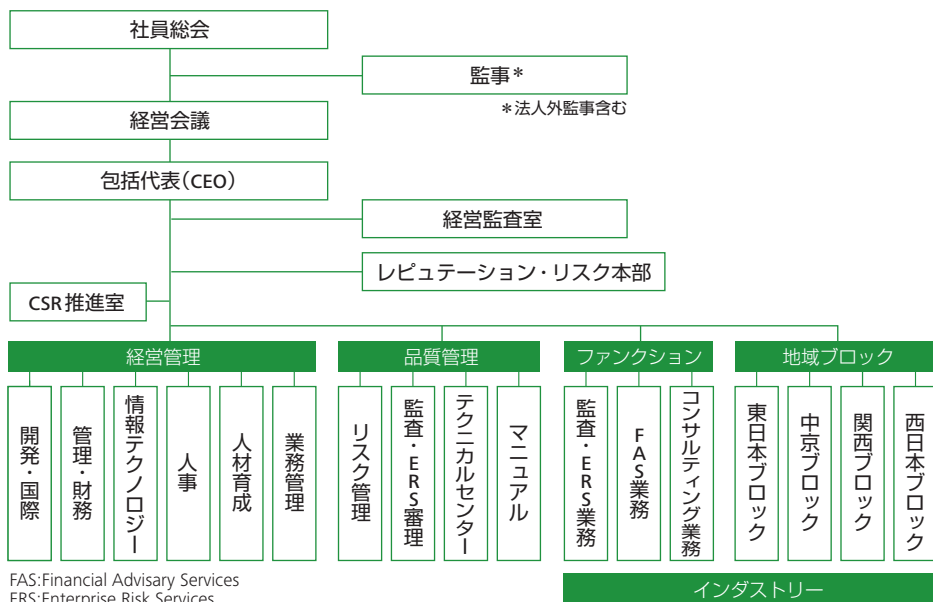 社員総会
監事*
*法人外監事含む
経営会議
包括代表(CEO)
経営監査室
レピュテーション・リスク本部
CSR推進室
経営管理
品質管理
ファンクション
地域ブロック
開発・国際
管理・財務
情報テクノロジー
人事
人材育成
業務管理
リスク管理
監査・ERS審理
テクニカルセンター
マニュアル
監査・ERS業務
FAS業務
コンサルティング業務
東日本ブロック
中京ブロック
関西ブロック
西日本ブロック
FAS:Financial Advisary Services
ERS:Enterprise Risk Services
インダストリー